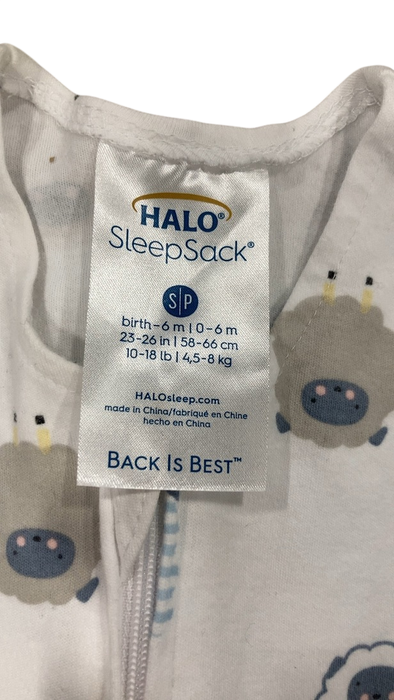 HALO®
SleepSack®
S|P
birth-6 m | 0-6 m
23-26 in | 58-66 cm
10-18 lb | 4,5-8 kg
HALOsleep.com
made in China/fabriqué en Chine
hecho en China
BACK IS BEST™